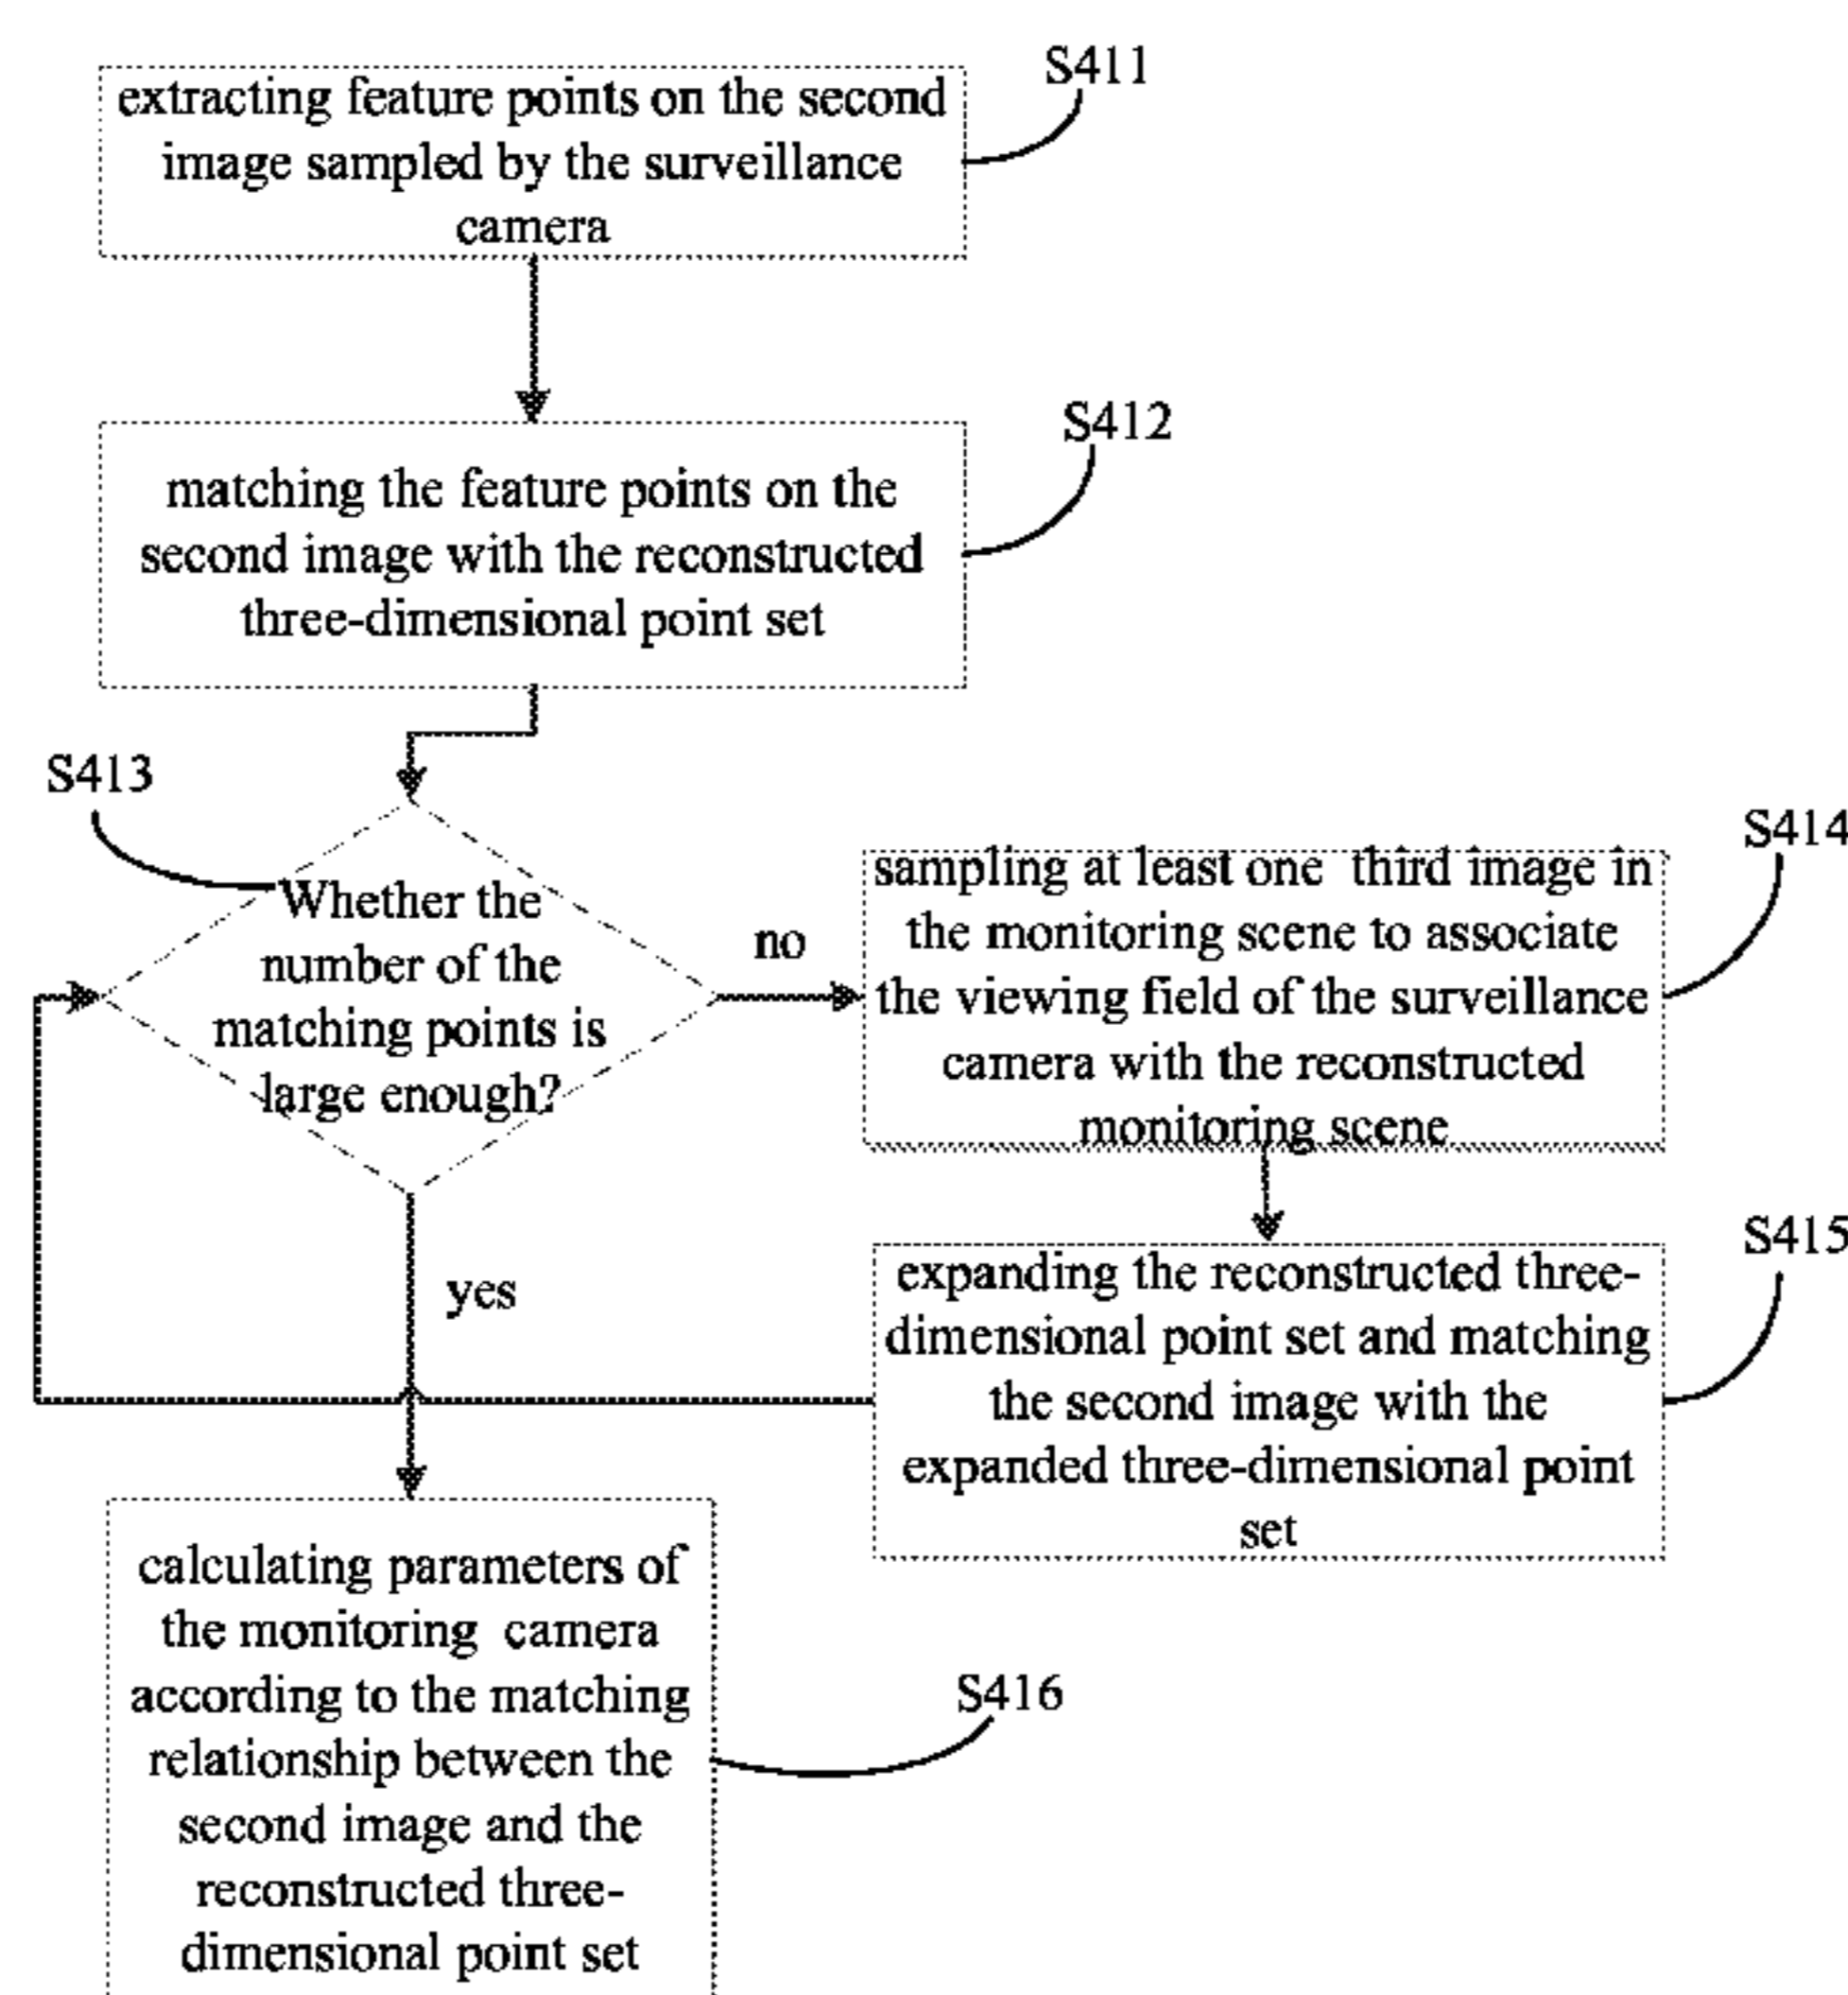 S411
extracting feature points on the second
image sampled by the surveillance
camera
S412
matching the feature points on the
second image with the reconstructed
three-dimensional point set
S413
Whether the
number of the
matching points is
large enough?
no
yes
S414
sampling at least one third image in
the monitoring scene to associate
the viewing field of the surveillance
camera with the reconstructed
monitoring scene
S415
expanding the reconstructed three-
dimensional point set and matching
the second image with the
expanded three-dimensional point
set
calculating parameters of
the monitoring camera
according to the matching
relationship between the
second image and the
reconstructed three-
dimensional point set
S416